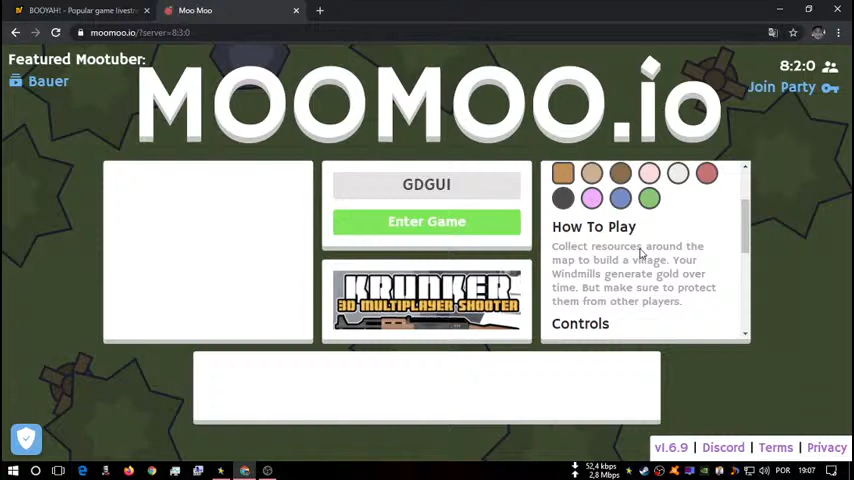 BOOYAH! - Popular game livestre
Moo Moo
moomoo.io/?server=8:3:0
Featured Mootuber:
Bauer
MOOMOO.io
8:2:0
Join Party
GDGUI
Enter Game
KRUNKER
3D MULTIPLAYER SHOOTER
How To Play
Collect resources around the
map to build a village. Your
Windmills generate gold over
time. But make sure to protect
them from other players.
Controls
v1.6.9 | Discord | Terms | Privacy
52,4 kbps
2,8 Mbps
POR
19:07